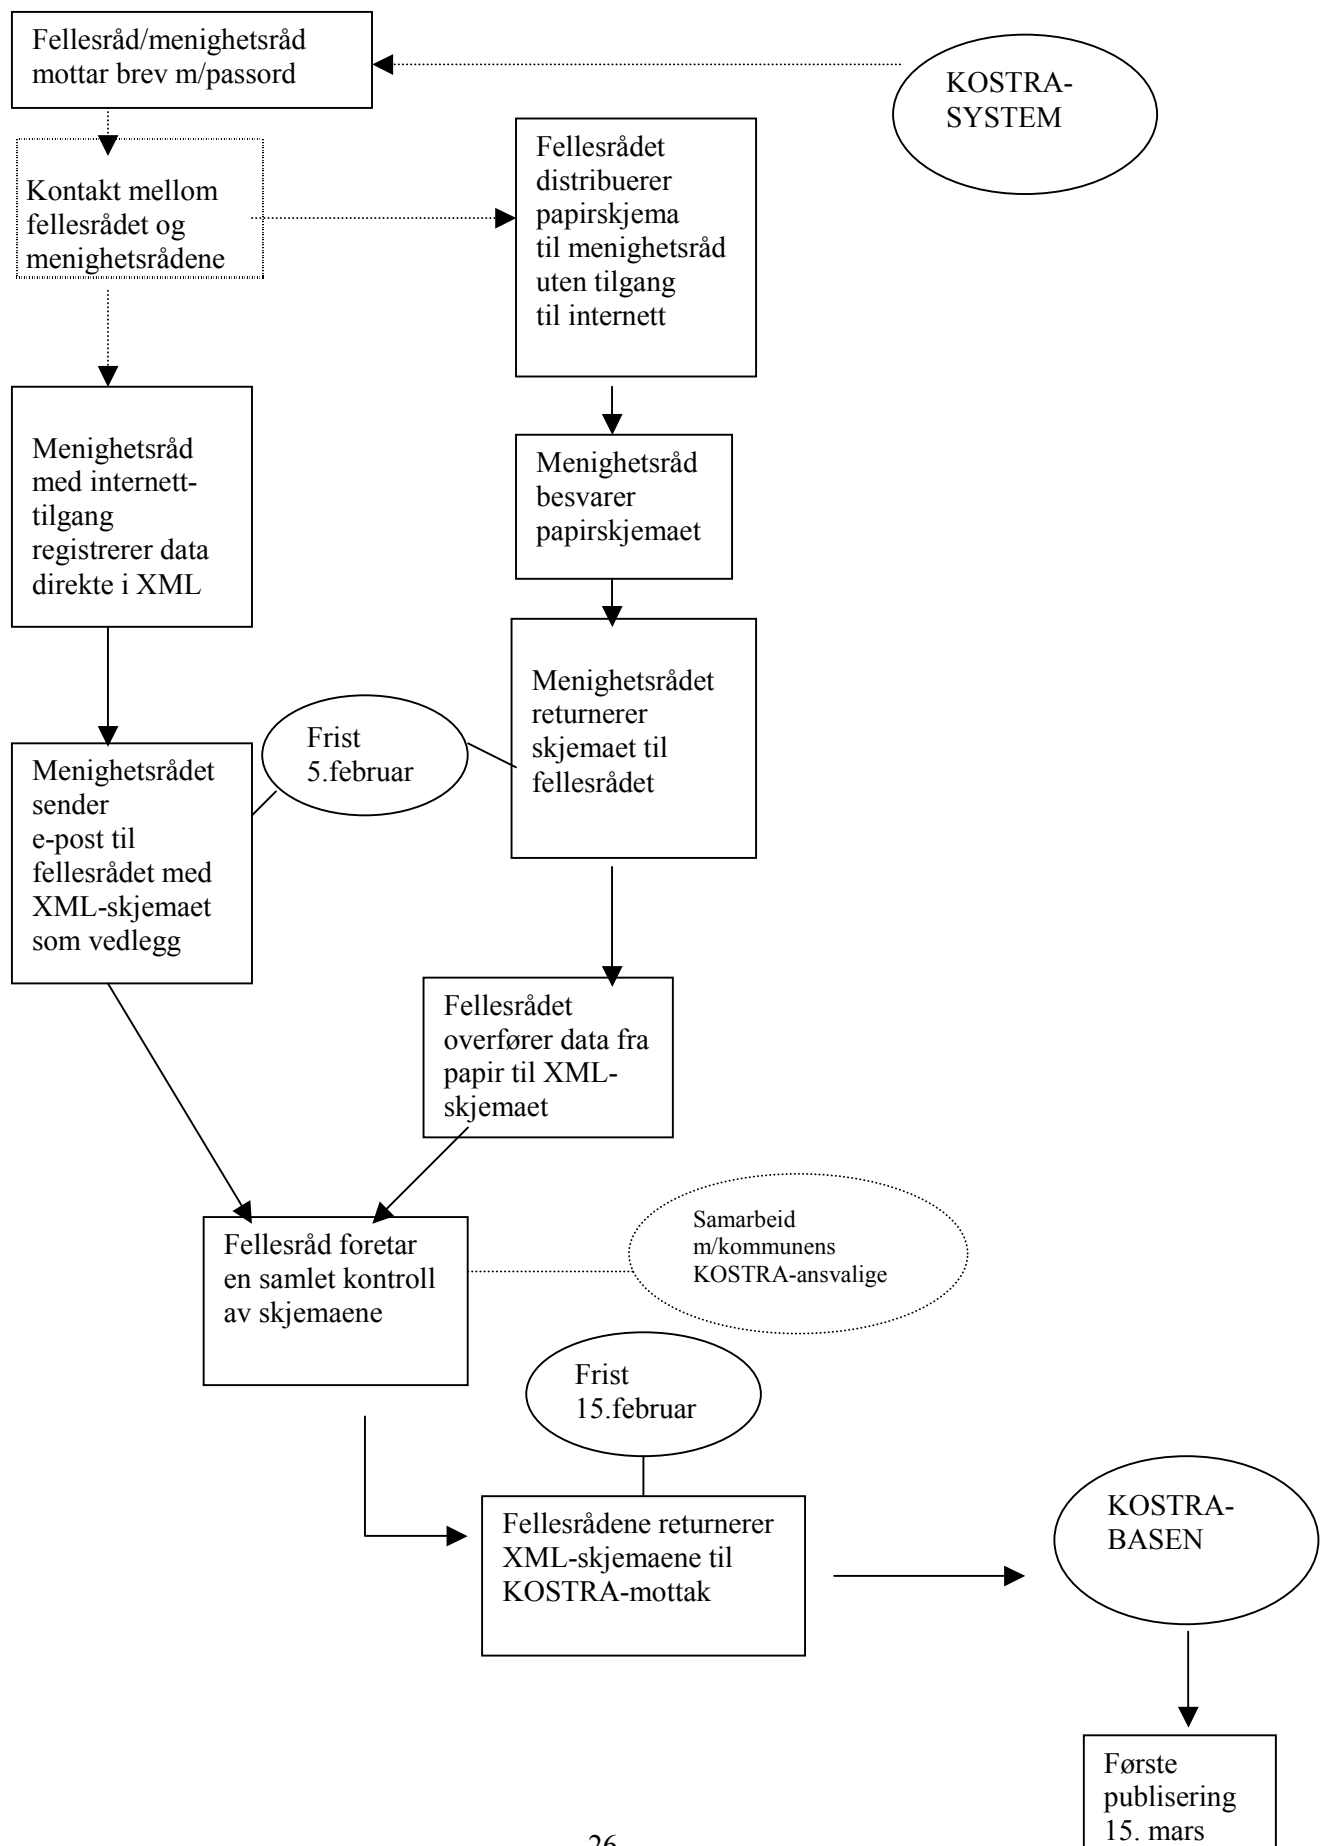 Fellesråd/menighetsråd
mottar brev m/passord
KOSTRA-
SYSTEM
Kontakt mellom
fellesrådet og
menighetsrådene
Fellesrådet
distribuerer
papirskjema
til menighetsråd
uten tilgang
til internett
Menighetsråd
med internett-
tilgang
registrerer data
direkte i XML
Menighetsråd
besvarer
papirskjemaet
Menighetsrådet
sender
e-post til
fellesrådet med
XML-skjemaet
som vedlegg
Frist
5.februar
Menighetsrådet
returnerer
skjemaet til
fellesrådet
Fellesrådet
overfører data fra
papir til XML-
skjemaet
Fellesråd foretar
en samlet kontroll
av skjemaene
Samarbeid
m/kommunens
KOSTRA-ansvalige
Frist
15.februar
Fellesrådene returnerer
XML-skjemaene til
KOSTRA-mottak
KOSTRA-
BASEN
Første
publisering
15. mars
26